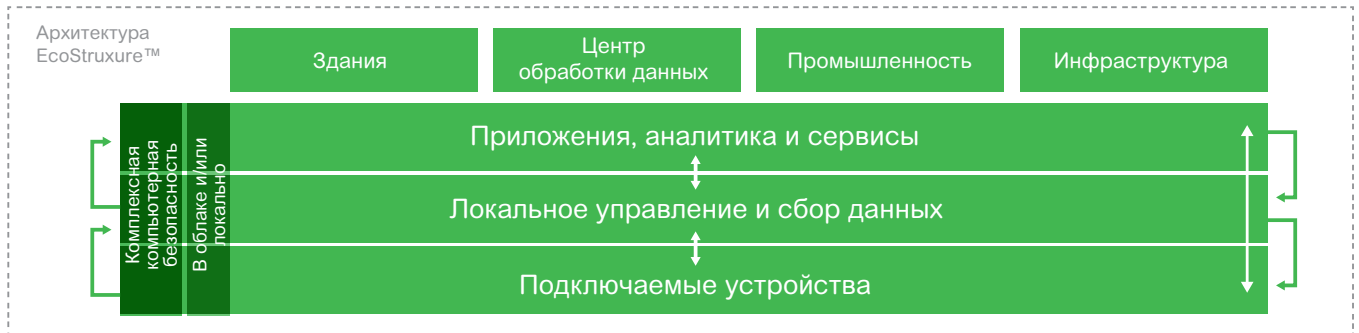 Архитектура
EcoStruxure™
Здания
Центр
обработки данных
Промышленность
Инфраструктура
Комплексная
компьютерная
безопасность
В облаке и/или
локально
Приложения, аналитика и сервисы
Локальное управление и сбор данных
Подключаемые устройства